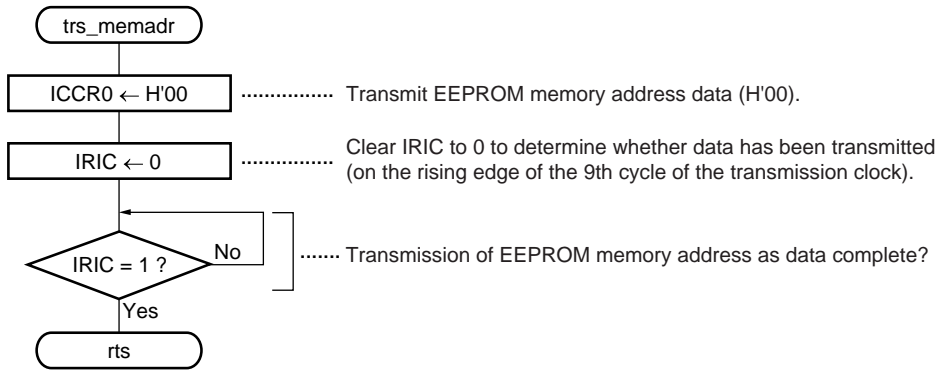 trs_memadr
ICCR0 ← H'00 ................ Transmit EEPROM memory address data (H'00).
IRIC ← 0 ................ Clear IRIC to 0 to determine whether data has been transmitted
(on the rising edge of the 9th cycle of the transmission clock).
IRIC = 1 ? No ....... Transmission of EEPROM memory address as data complete?
Yes
rts